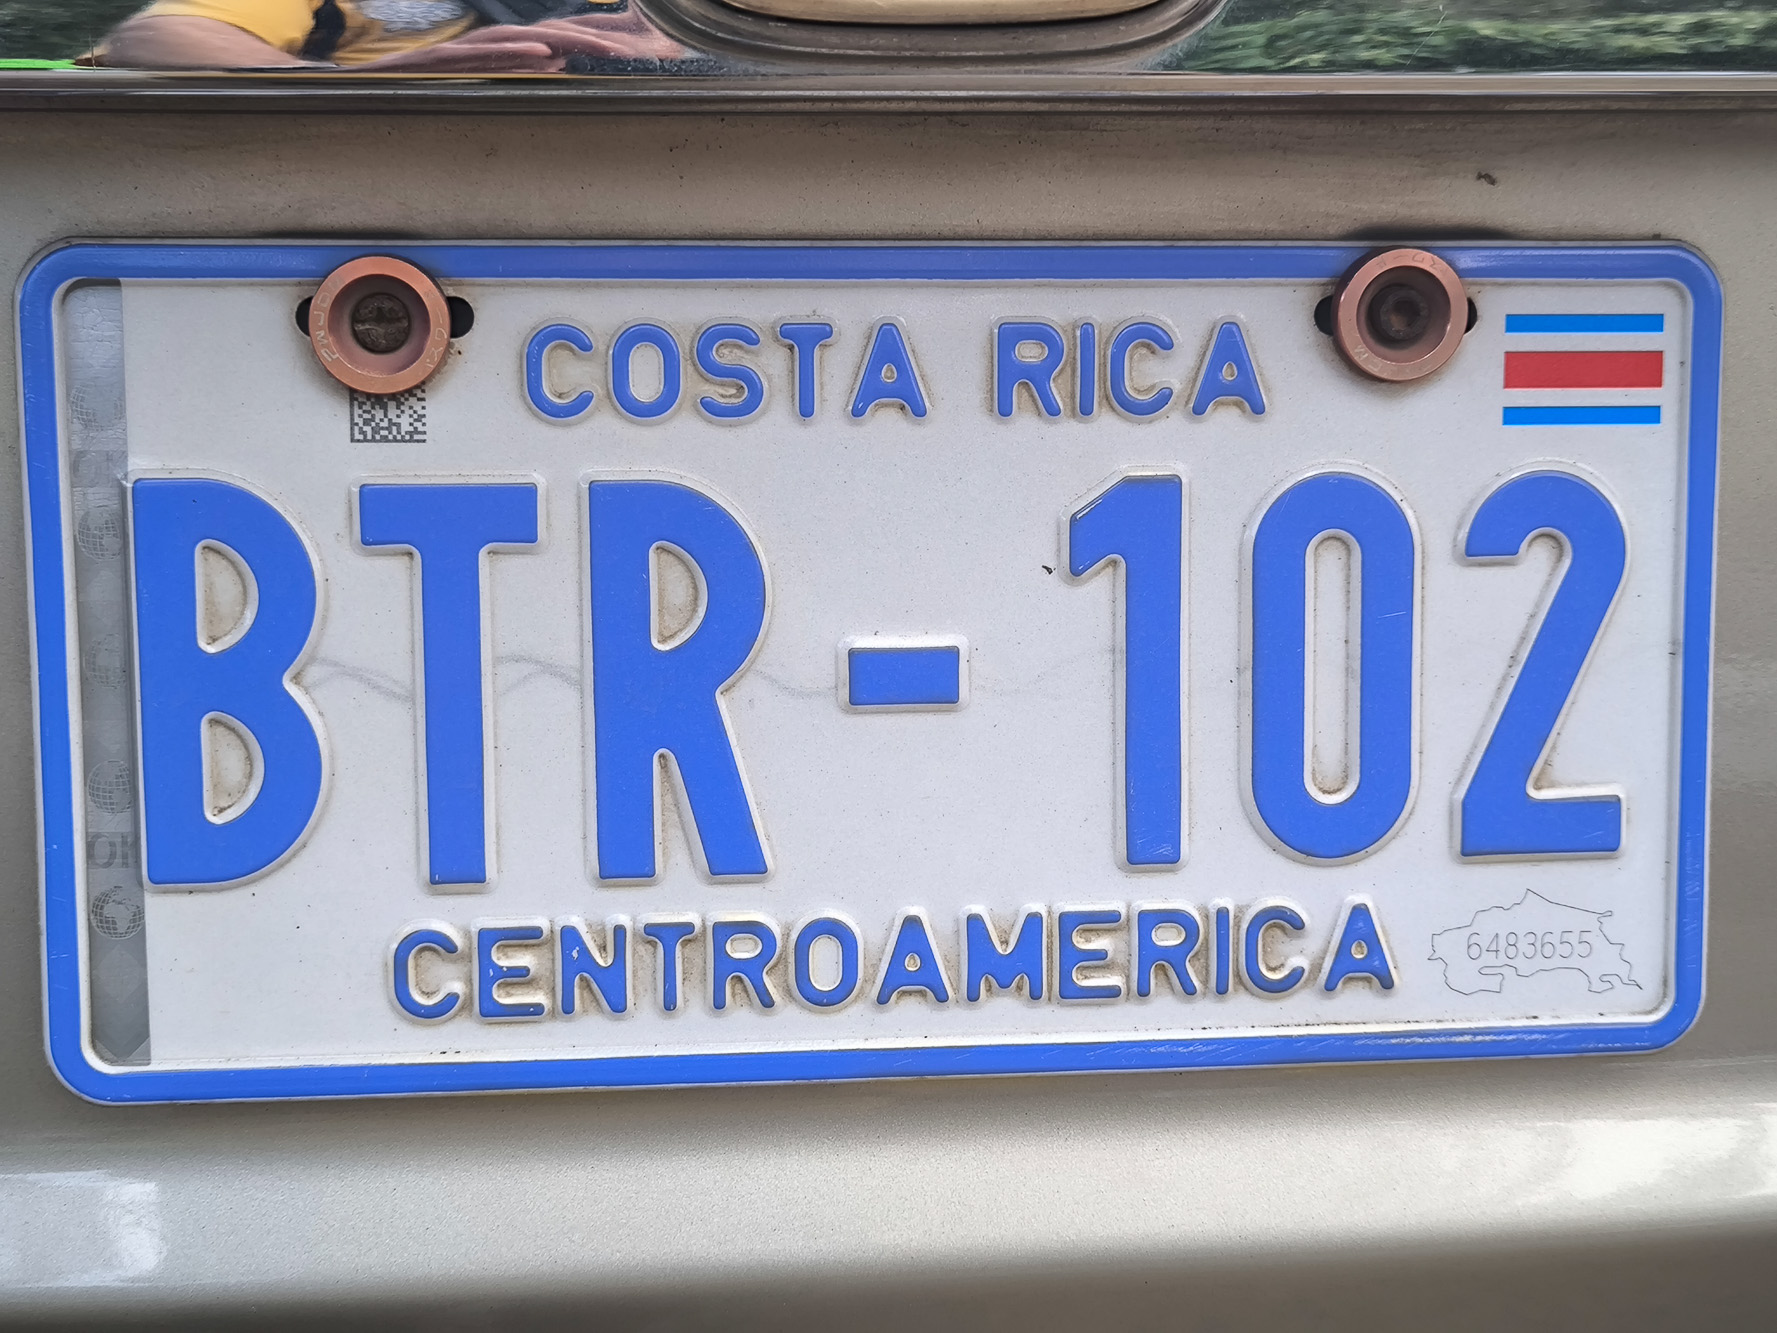 COSTA RICA
BTR-102
CENTROAMERICA
6483655